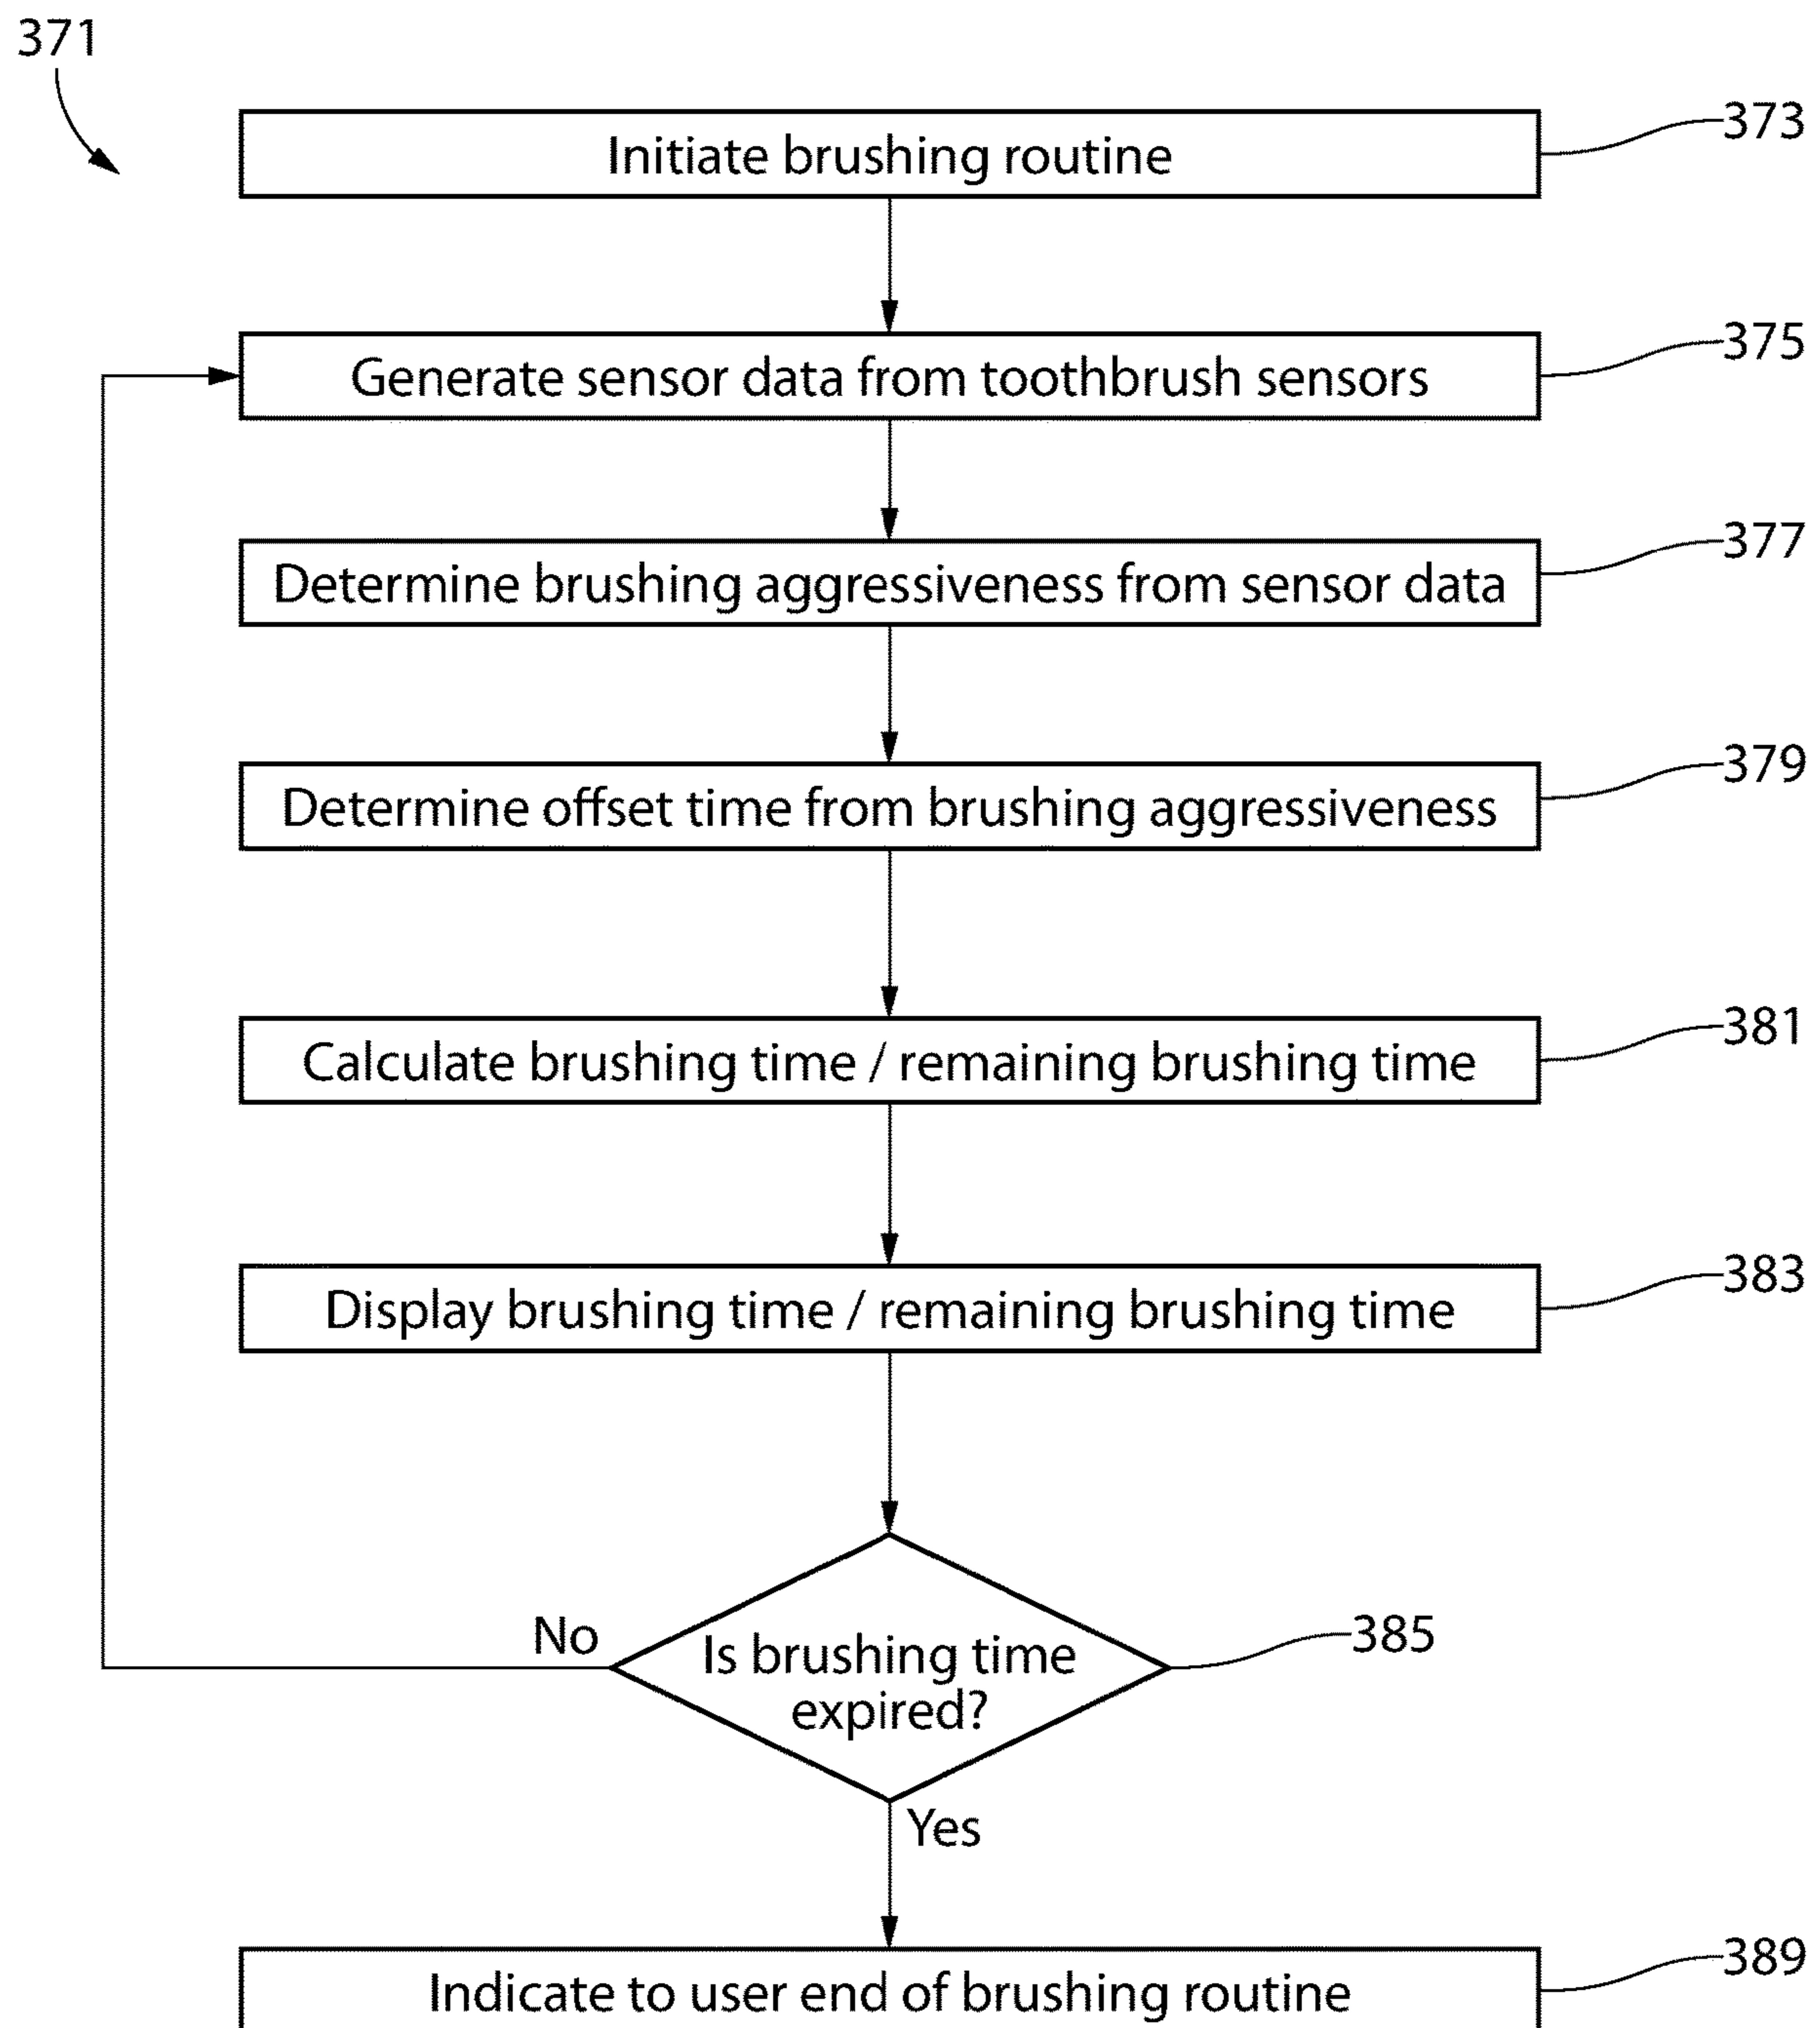 371
Initiate brushing routine
373
Generate sensor data from toothbrush sensors
375
Determine brushing aggressiveness from sensor data
377
Determine offset time from brushing aggressiveness
379
Calculate brushing time / remaining brushing time
381
Display brushing time / remaining brushing time
383
No
Is brushing time
expired?
385
Yes
Indicate to user end of brushing routine
389